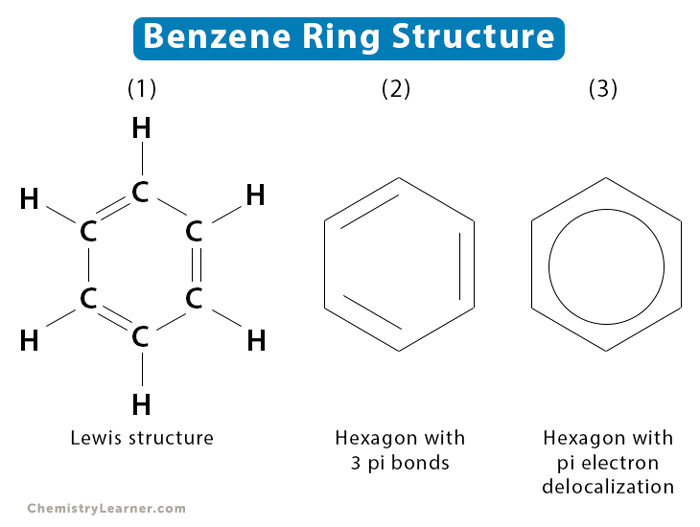 Benzene Ring Structure
(1) (2) (3)
H
H C H
C C
C C
H C H
H
Lewis structure
Hexagon with
3 pi bonds
Hexagon with
pi electron
delocalization
ChemistryLearner.com